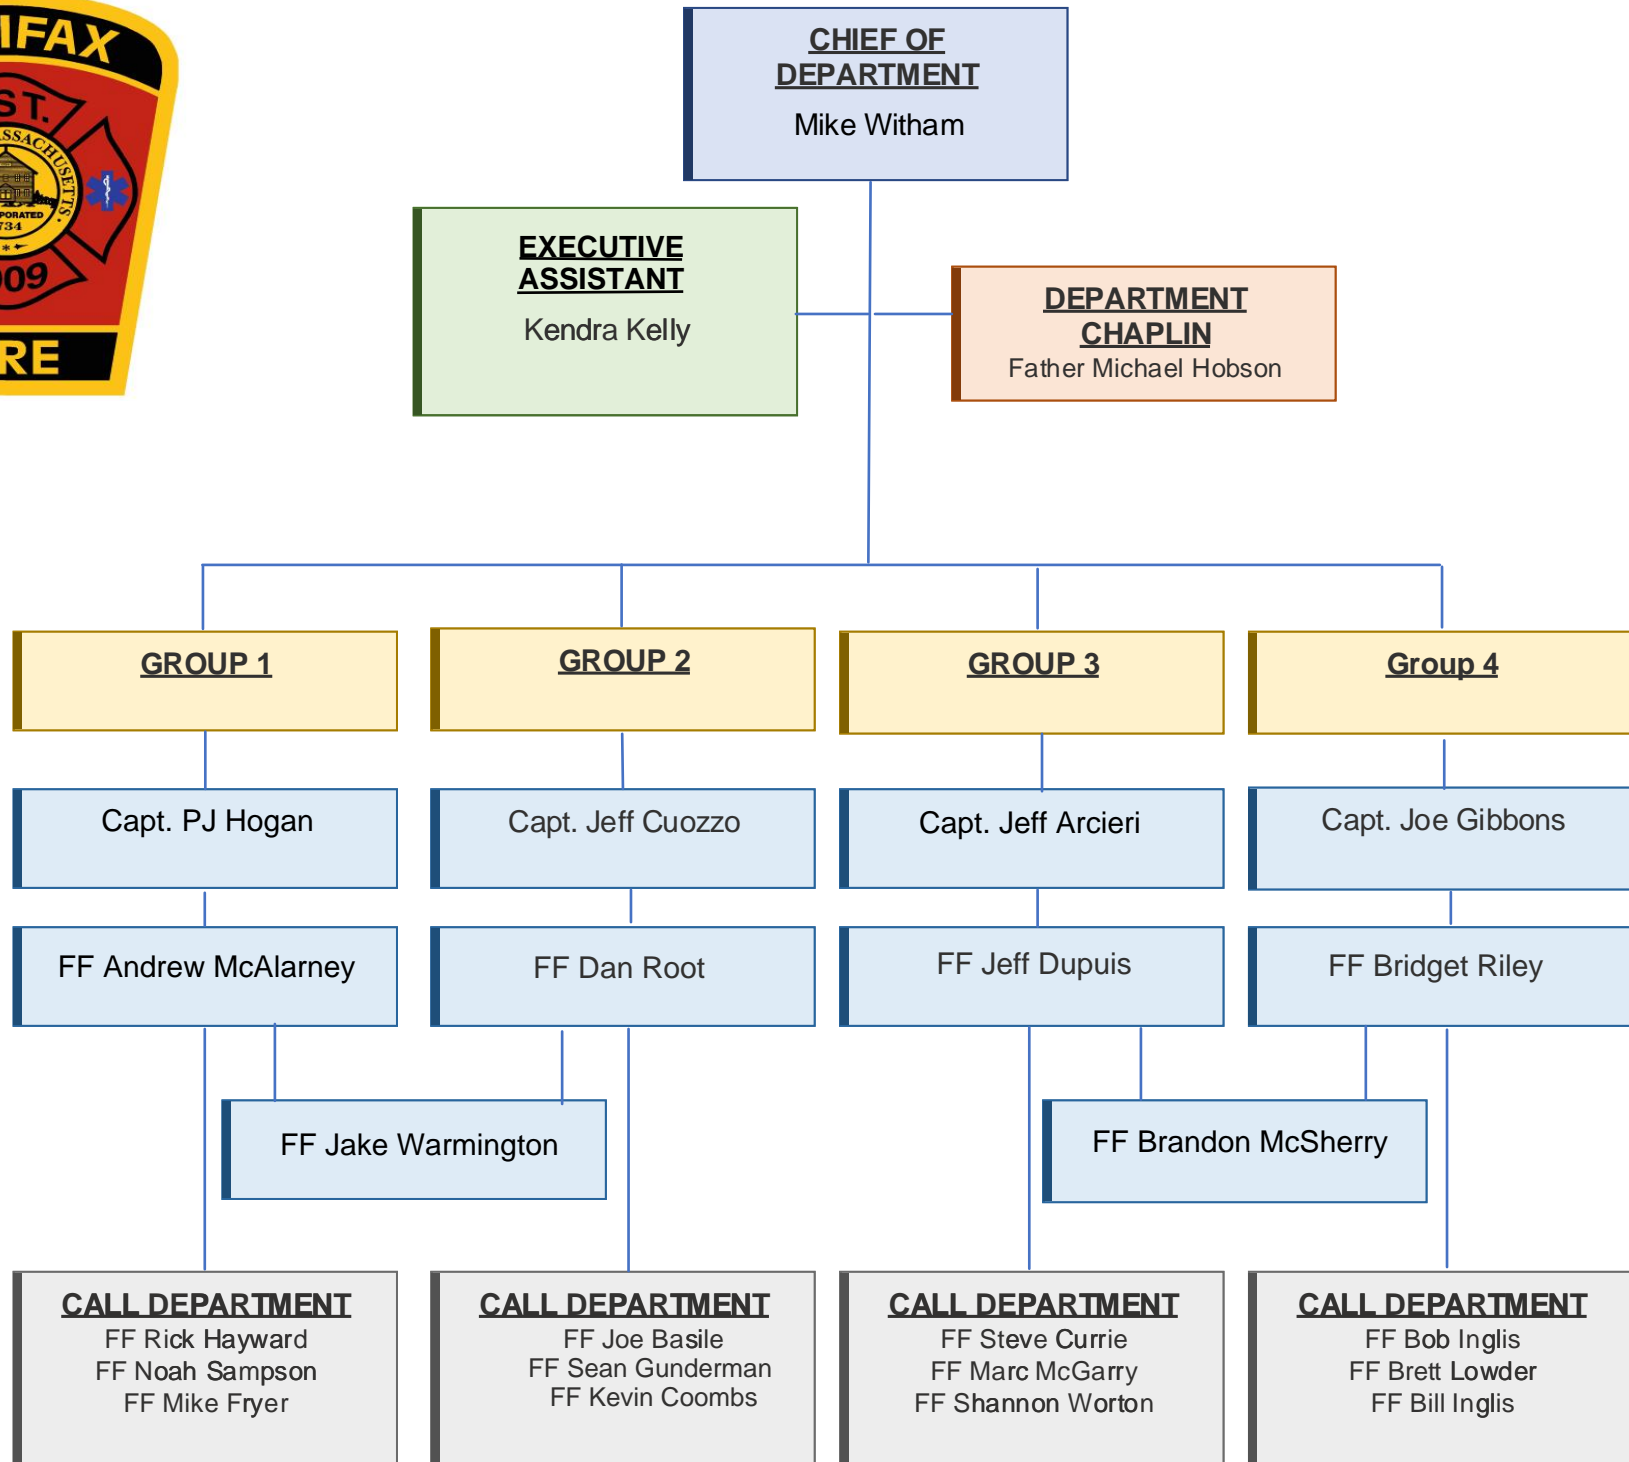 IFAX
ST.
SSACHUSETTS
PORATED
734
009
RE
CHIEF OF
DEPARTMENT
Mike Witham
EXECUTIVE
ASSISTANT
Kendra Kelly
DEPARTMENT
CHAPLIN
Father Michael Hobson
GROUP 1
GROUP 2
GROUP 3
Group 4
Capt. PJ Hogan
Capt. Jeff Cuozzo
Capt. Jeff Arcieri
Capt. Joe Gibbons
FF Andrew McAlarney
FF Dan Root
FF Jeff Dupuis
FF Bridget Riley
FF Jake Warmington
FF Brandon McSherry
CALL DEPARTMENT
FF Rick Hayward
FF Noah Sampson
FF Mike Fryer
CALL DEPARTMENT
FF Joe Basile
FF Sean Gunderman
FF Kevin Coombs
CALL DEPARTMENT
FF Steve Currie
FF Marc McGarry
FF Shannon Worton
CALL DEPARTMENT
FF Bob Inglis
FF Brett Lowder
FF Bill Inglis